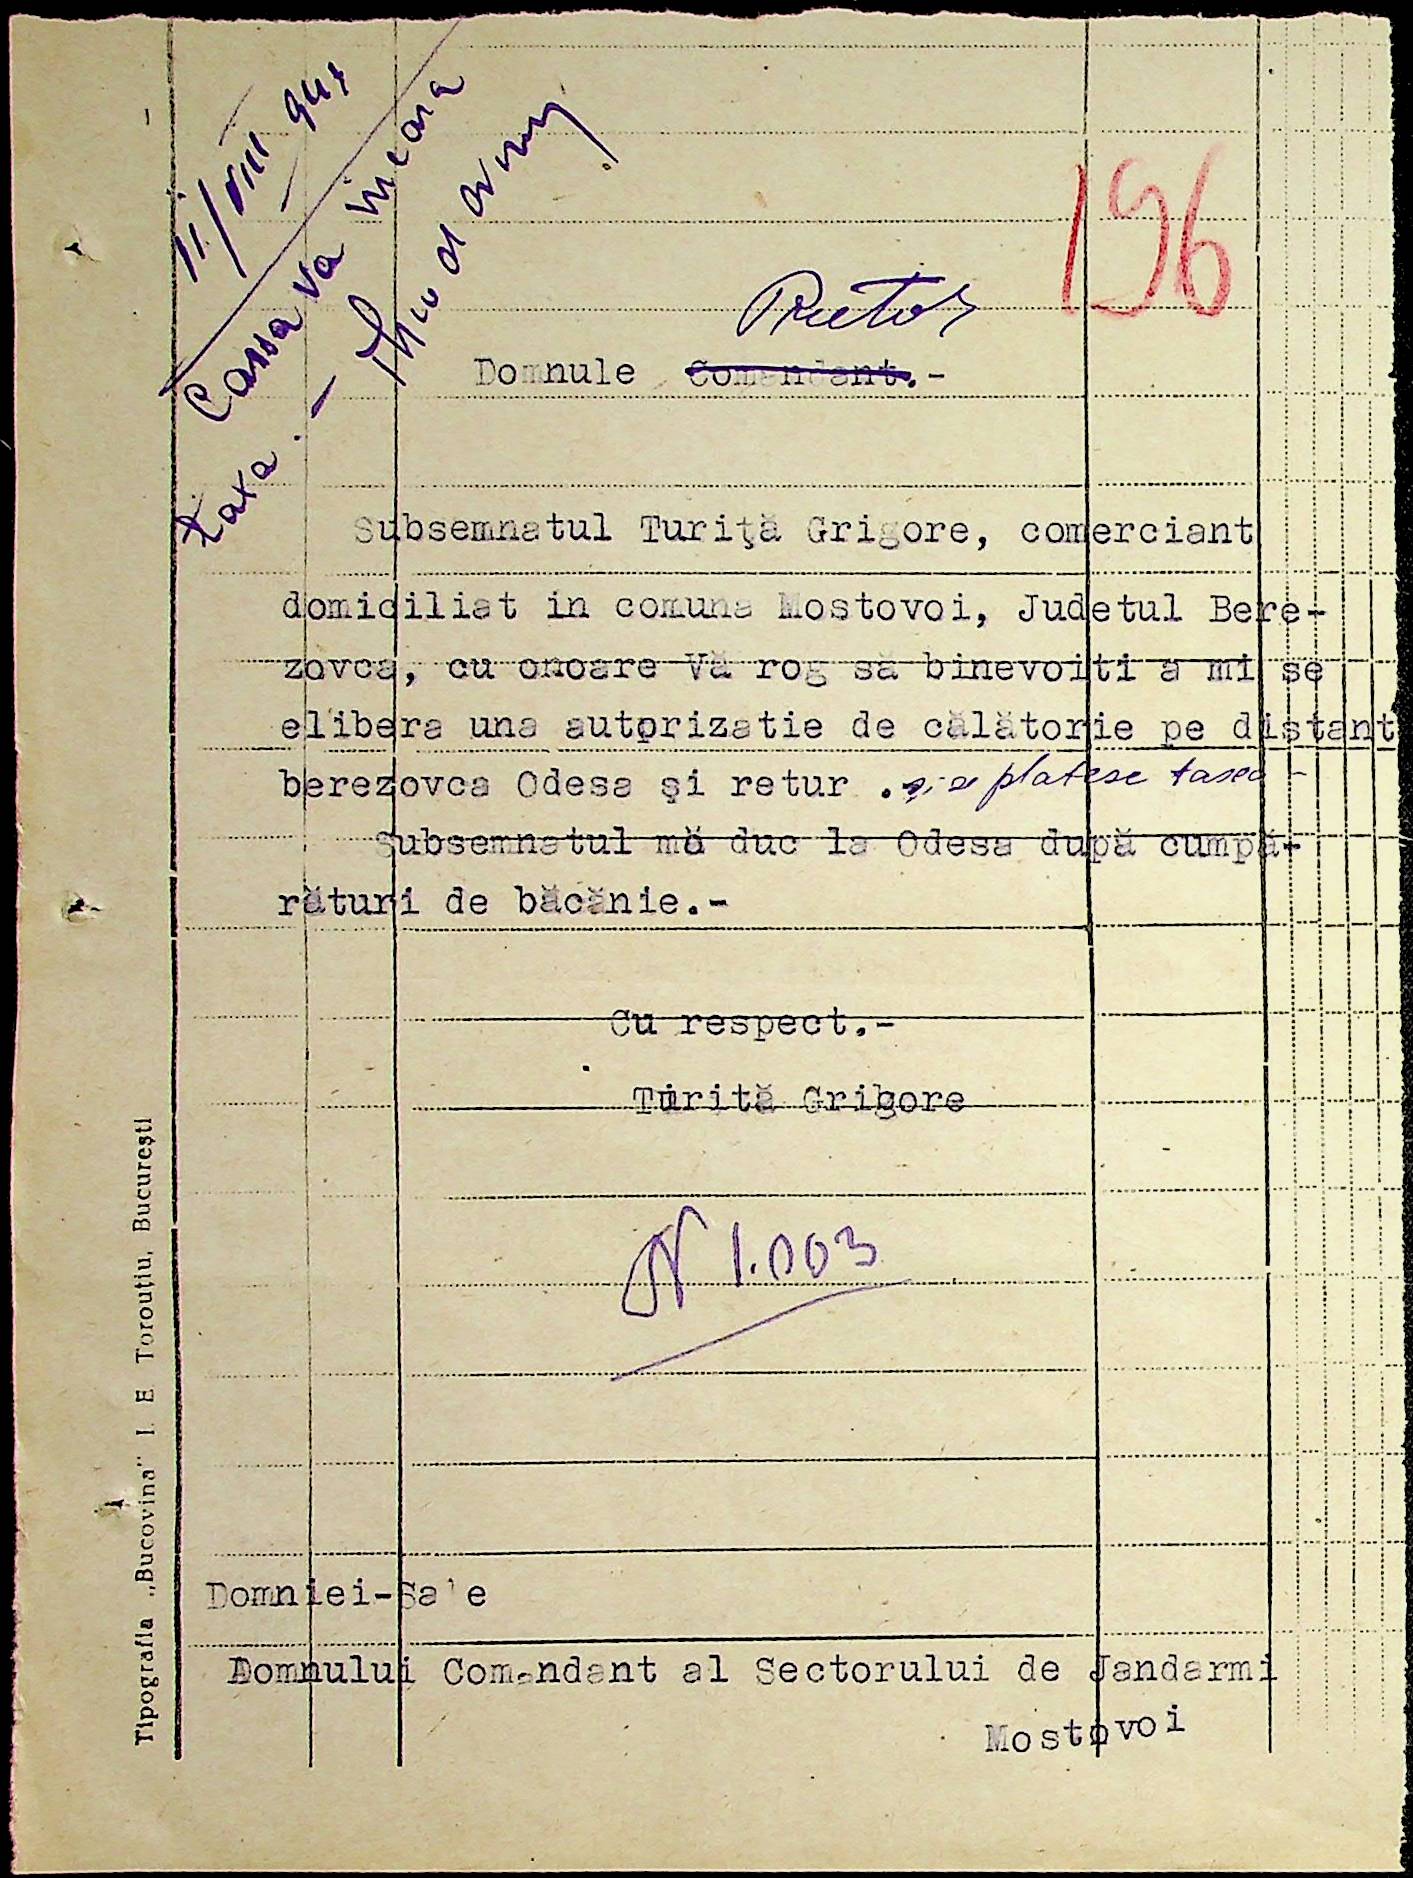 11/VIII 941
Cassa va incasa
taxa. —
196
Pretor
Domnule Comandant.-
Subsemnatul Turiţă Grigore, comerciant
domiciliat in comuna Mostovoi, Judetul Bere-
zovca, cu onoare Vă rog să binevoiti a mi se
elibera una autorizatie de călătorie pe distant
berezovca Odesa şi retur . platesc taxa -
Subsemnatul mă duc la Odesa după cumpă-
rături de băcănie.-
Cu respect.-
Turită Grigore
N 1.003
Domniei-Sale
Domnului Comandant al Sectorului de Jandarmi
Mostovoi
Tipografia „Bucovina" I. E Torouţiu, Bucureşti